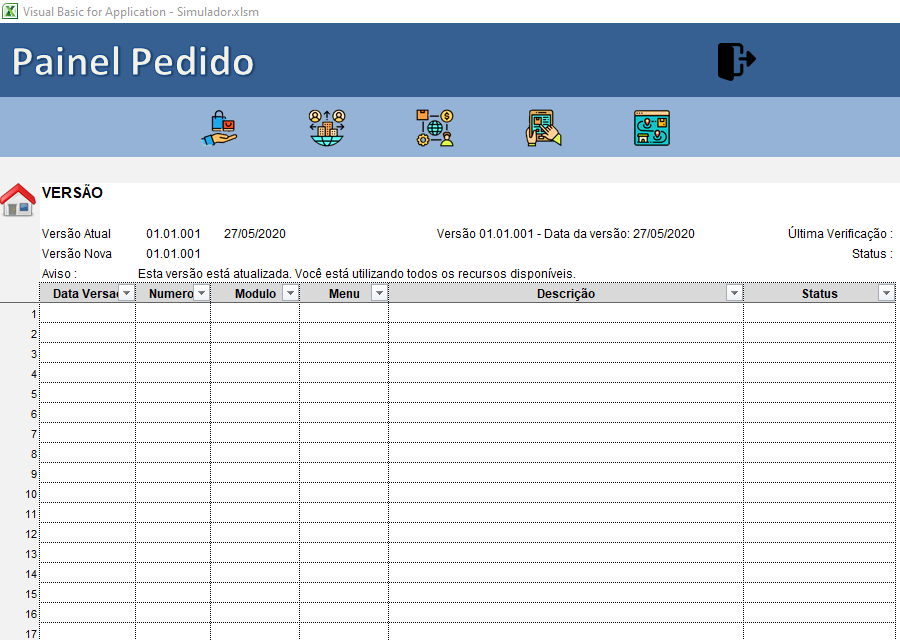 Visual Basic for Application - Simulador.xlsm
Painel Pedido
VERSÃO
Versão Atual 01.01.001 27/05/2020 Versão 01.01.001 - Data da versão: 27/05/2020 Última Verificação :
Versão Nova 01.01.001 Status :
Aviso : Esta versão está atualizada. Você está utilizando todos os recursos disponíveis.
Data Versa Numero Modulo Menu Descrição Status
1
2
3
4
5
6
7
8
9
10
11
12
13
14
15
16
17